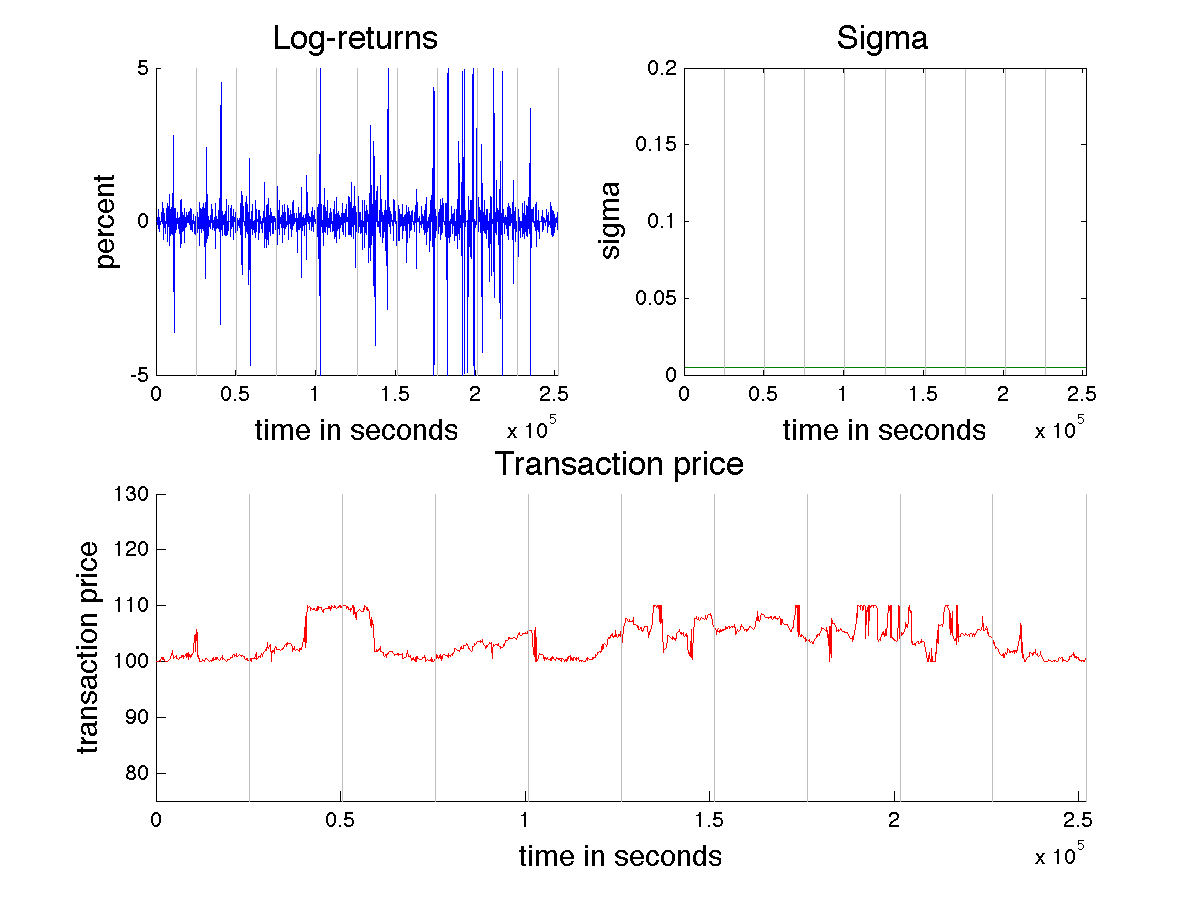 Log-returns
Sigma
5
0
-5
percent
0 0.5 1 1.5 2 2.5
x 10^5
time in seconds
0.2
0.15
0.1
0.05
0
sigma
0 0.5 1 1.5 2 2.5
x 10^5
time in seconds
Transaction price
130
120
110
100
90
80
transaction price
0 0.5 1 1.5 2 2.5
x 10^5
time in seconds